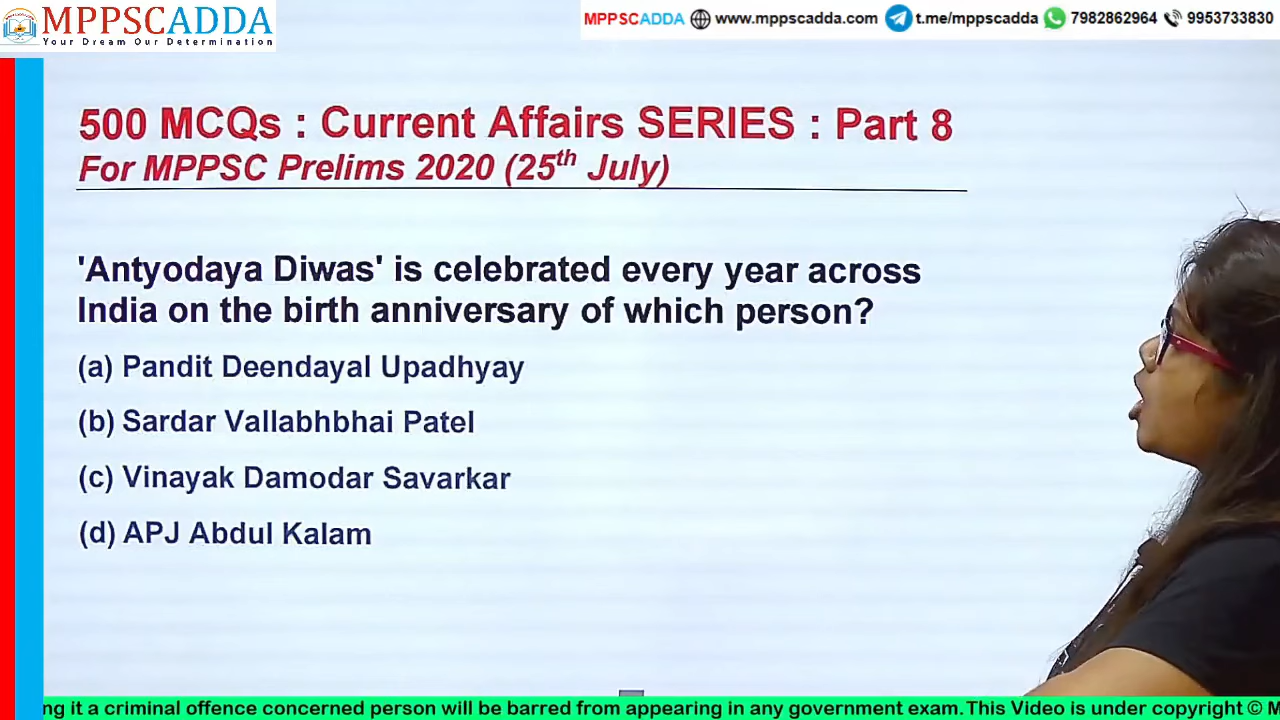 MPPSCADDA
Your Dream Our Determination
MPPSCADDA www.mppscadda.com t.me/mppscadda 7982862964 9953733830
500 MCQs : Current Affairs SERIES : Part 8
For MPPSC Prelims 2020 (25th July)
'Antyodaya Diwas' is celebrated every year across
India on the birth anniversary of which person?
(a) Pandit Deendayal Upadhyay
(b) Sardar Vallabhbhai Patel
(c) Vinayak Damodar Savarkar
(d) APJ Abdul Kalam
ng it a criminal offence concerned person will be barred from appearing in any government exam. This Video is under copyright © M